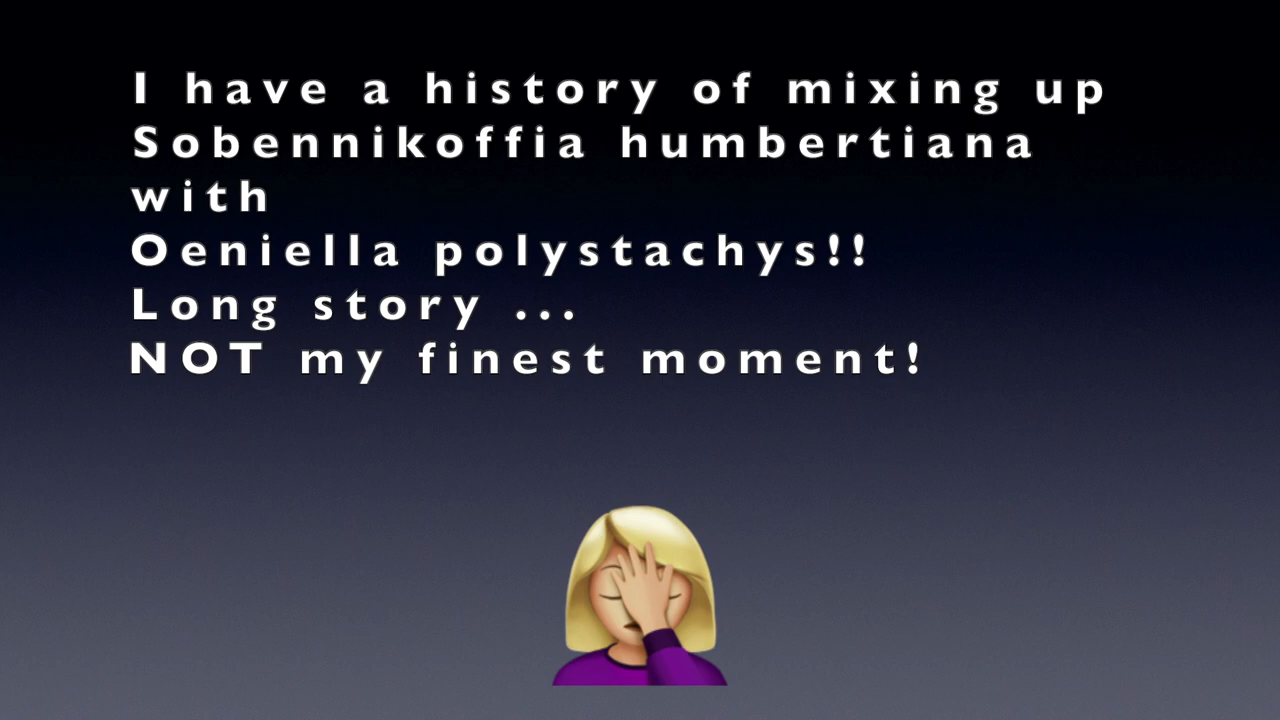 I have a history of mixing up
Sobennikoffia humbertiana
with
Oeniella polystachys!!
Long story ...
NOT my finest moment!